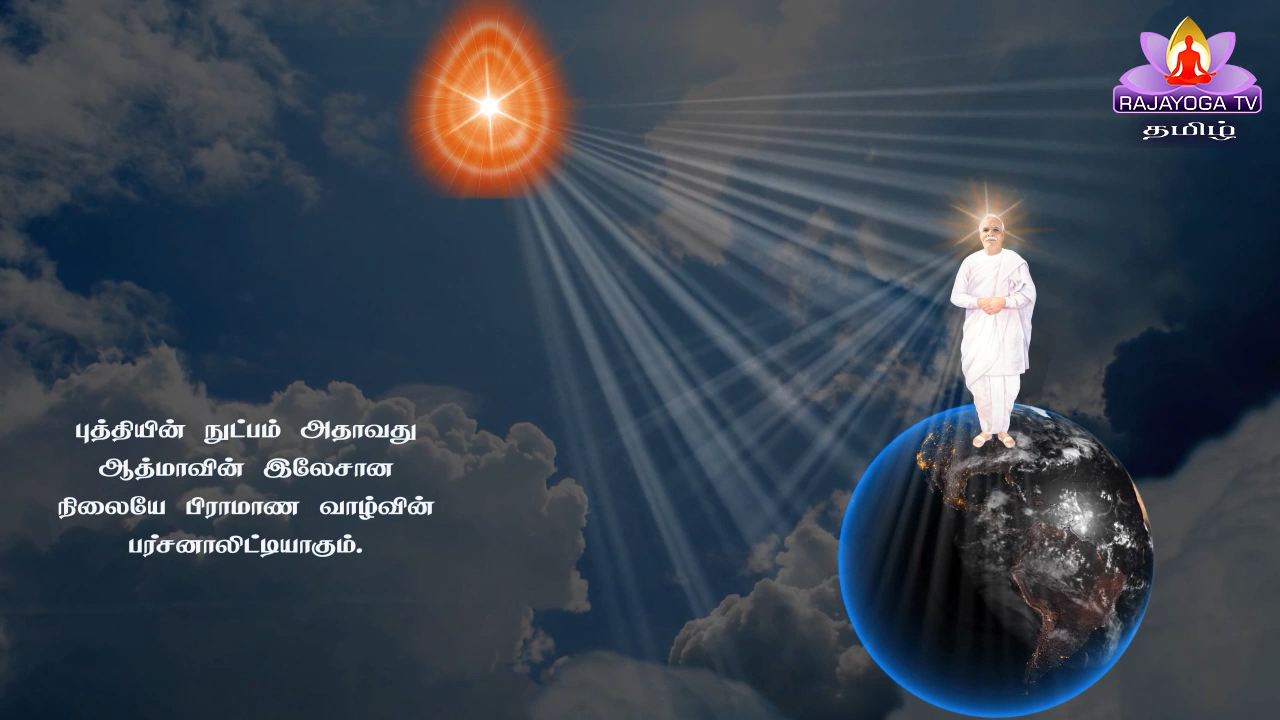 RAJAYOGA TV
தமிழ்
புத்தியின் நுட்பம் அதாவது
ஆத்மாவின் இலேசான
நிலையே பிராமாண வாழ்வின்
பர்சனாலிட்டியாகும்.